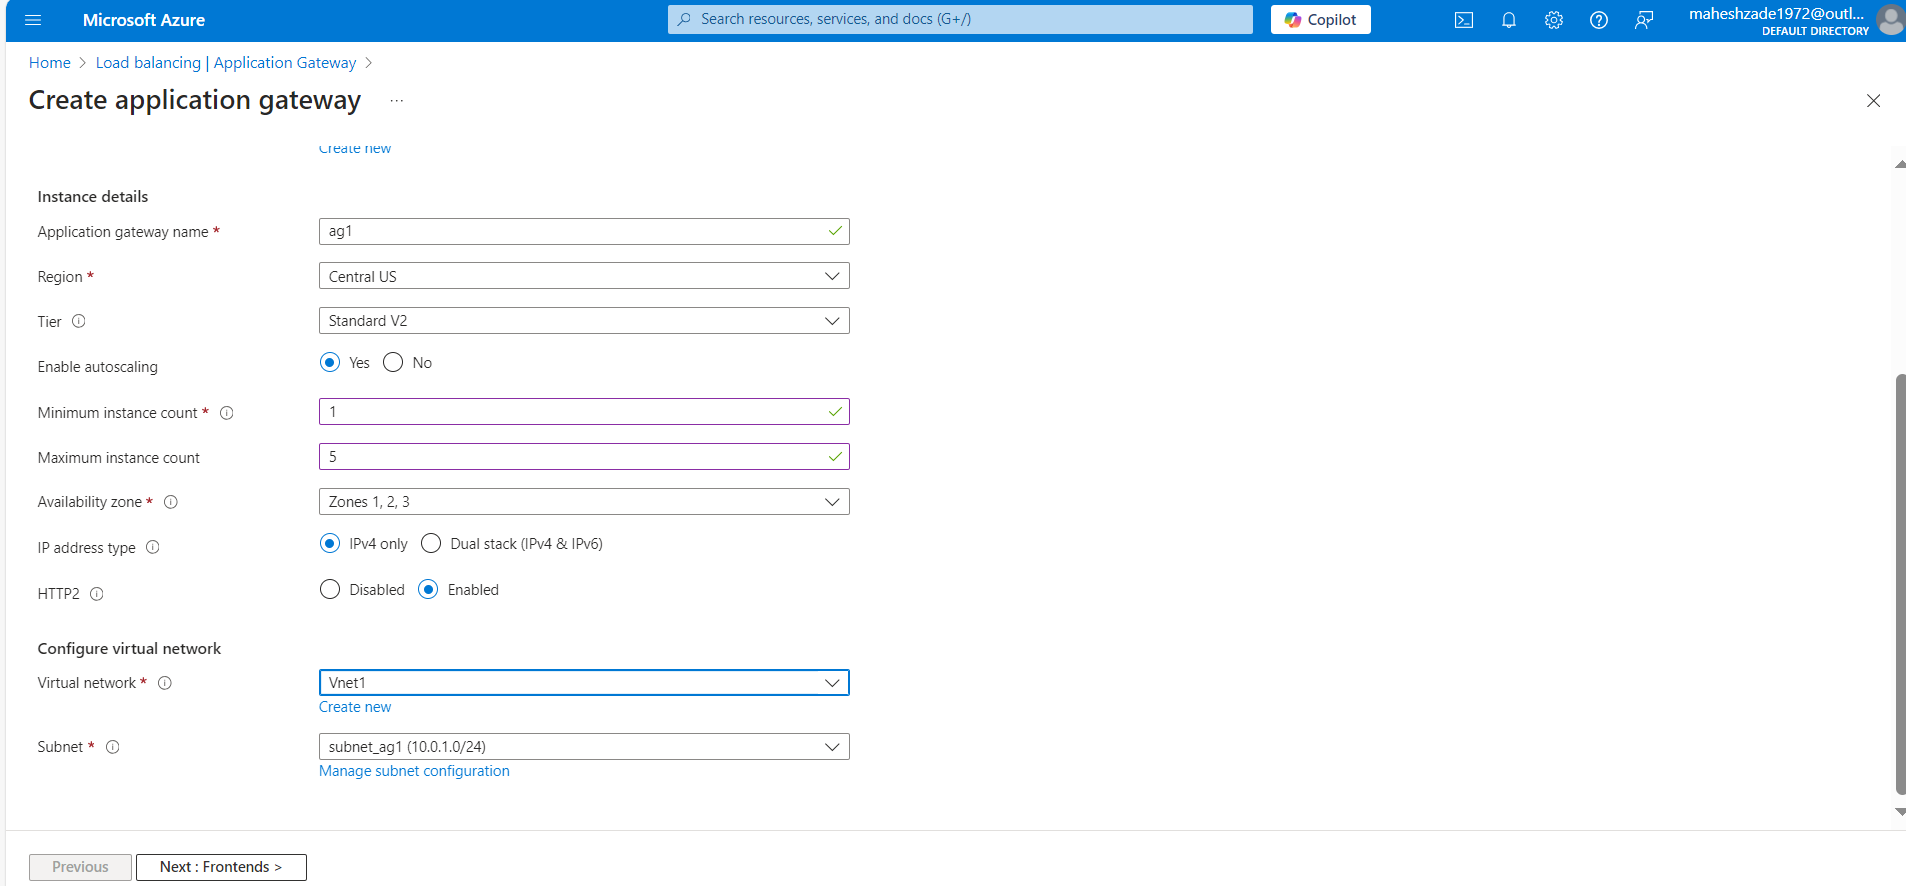 Microsoft Azure
Search resources, services, and docs (G+/)
Copilot
maheshzade1972@outl...
DEFAULT DIRECTORY
Home > Load balancing | Application Gateway >
Create application gateway ...
Create new
Instance details
Application gateway name *
ag1
Region *
Central US
Tier
Standard V2
Enable autoscaling
Yes No
Minimum instance count *
1
Maximum instance count
5
Availability zone *
Zones 1, 2, 3
IP address type
IPv4 only Dual stack (IPv4 & IPv6)
HTTP2
Disabled Enabled
Configure virtual network
Virtual network *
Vnet1
Create new
Subnet *
subnet_ag1 (10.0.1.0/24)
Manage subnet configuration
Previous
Next : Frontends >